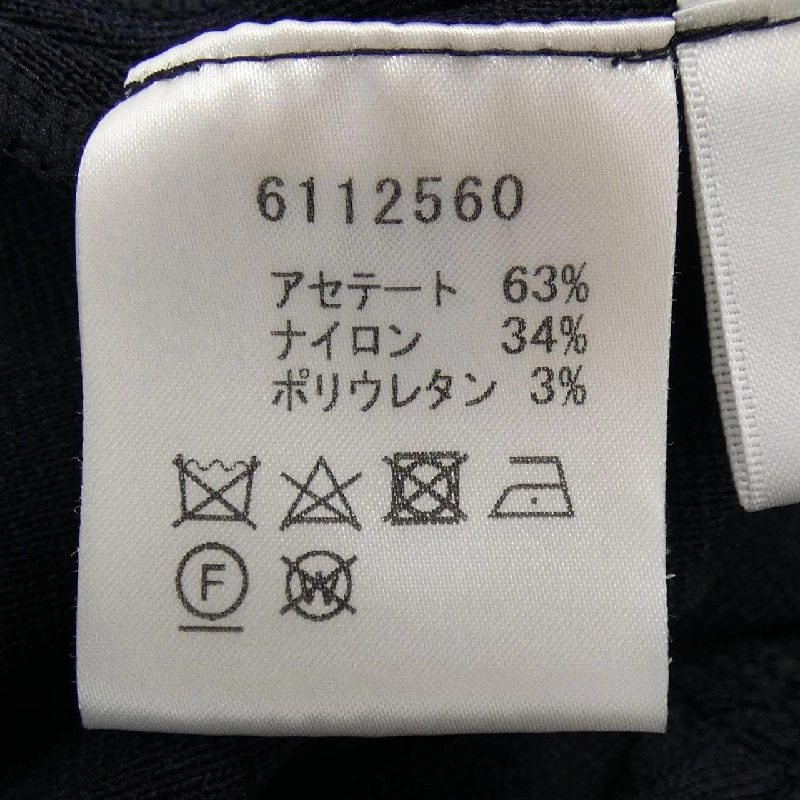 6112560
アセテート 63%
ナイロン 34%
ポリウレタン 3%
F
W